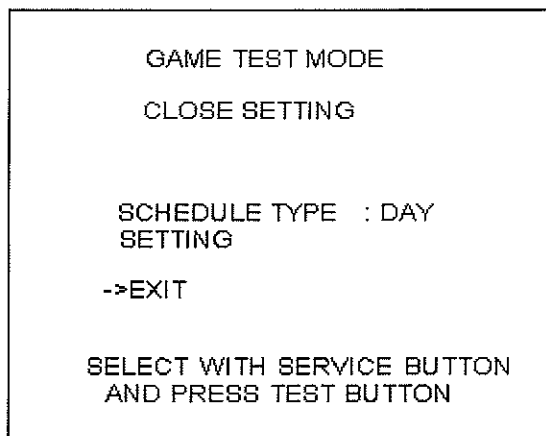 GAME TEST MODE
CLOSE SETTING
SCHEDULE TYPE : DAY
SETTING
->EXIT
SELECT WITH SERVICE BUTTON
AND PRESS TEST BUTTON